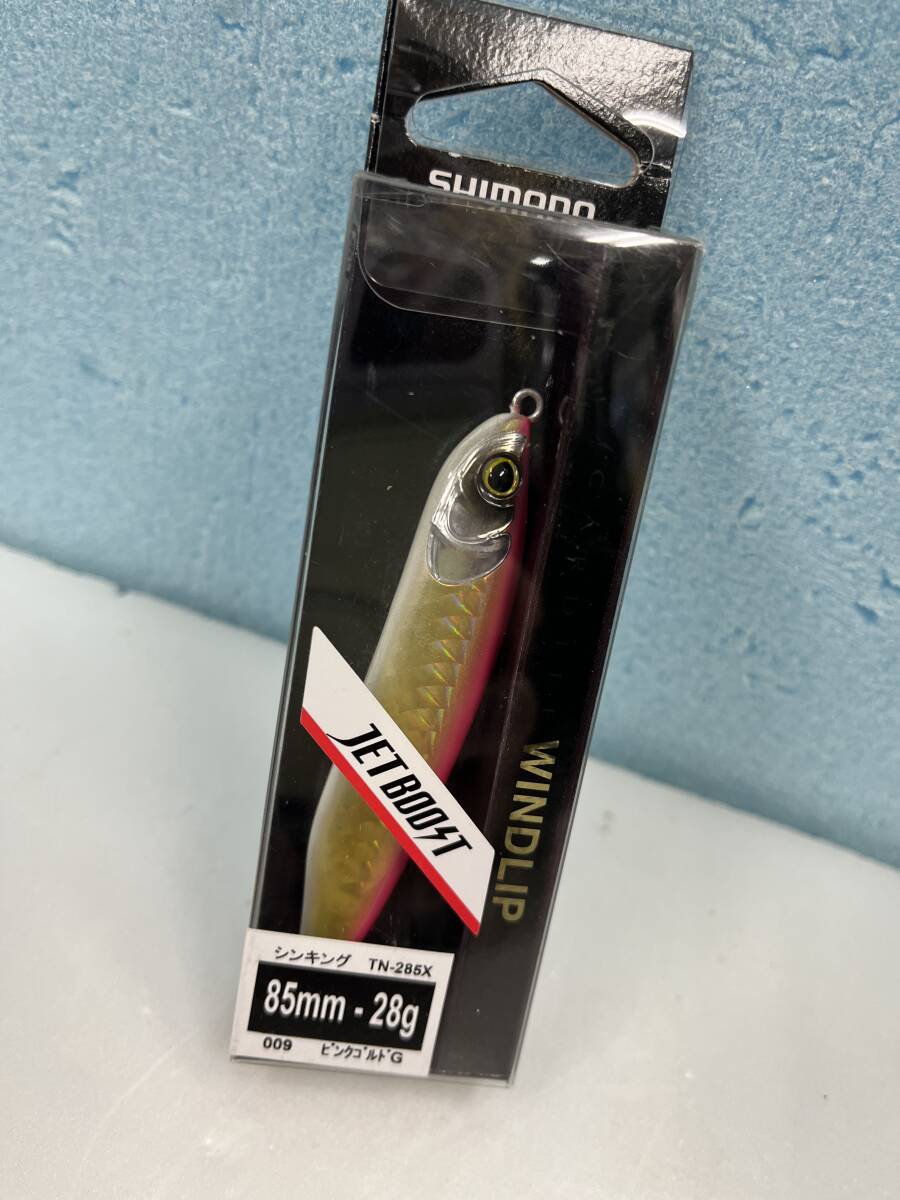 SHIMANO
WINDLIP
JET BOOST
シンキング TN-285X
85mm - 28g
009 ピンクゴルドG